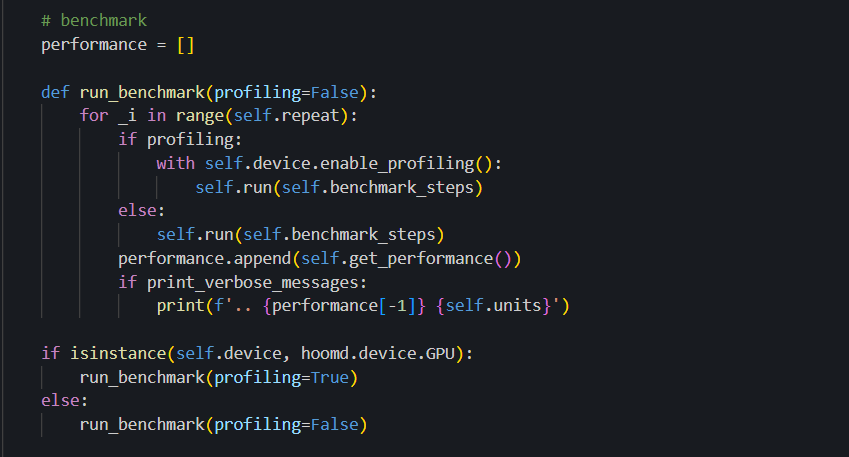 # benchmark
performance = []
def run_benchmark(profiling=False):
for _i in range(self.repeat):
if profiling:
with self.device.enable_profiling():
self.run(self.benchmark_steps)
else:
self.run(self.benchmark_steps)
performance.append(self.get_performance())
if print_verbose_messages:
print(f'.. {performance[-1]} {self.units}')
if isinstance(self.device, hoomd.device.GPU):
run_benchmark(profiling=True)
else:
run_benchmark(profiling=False)